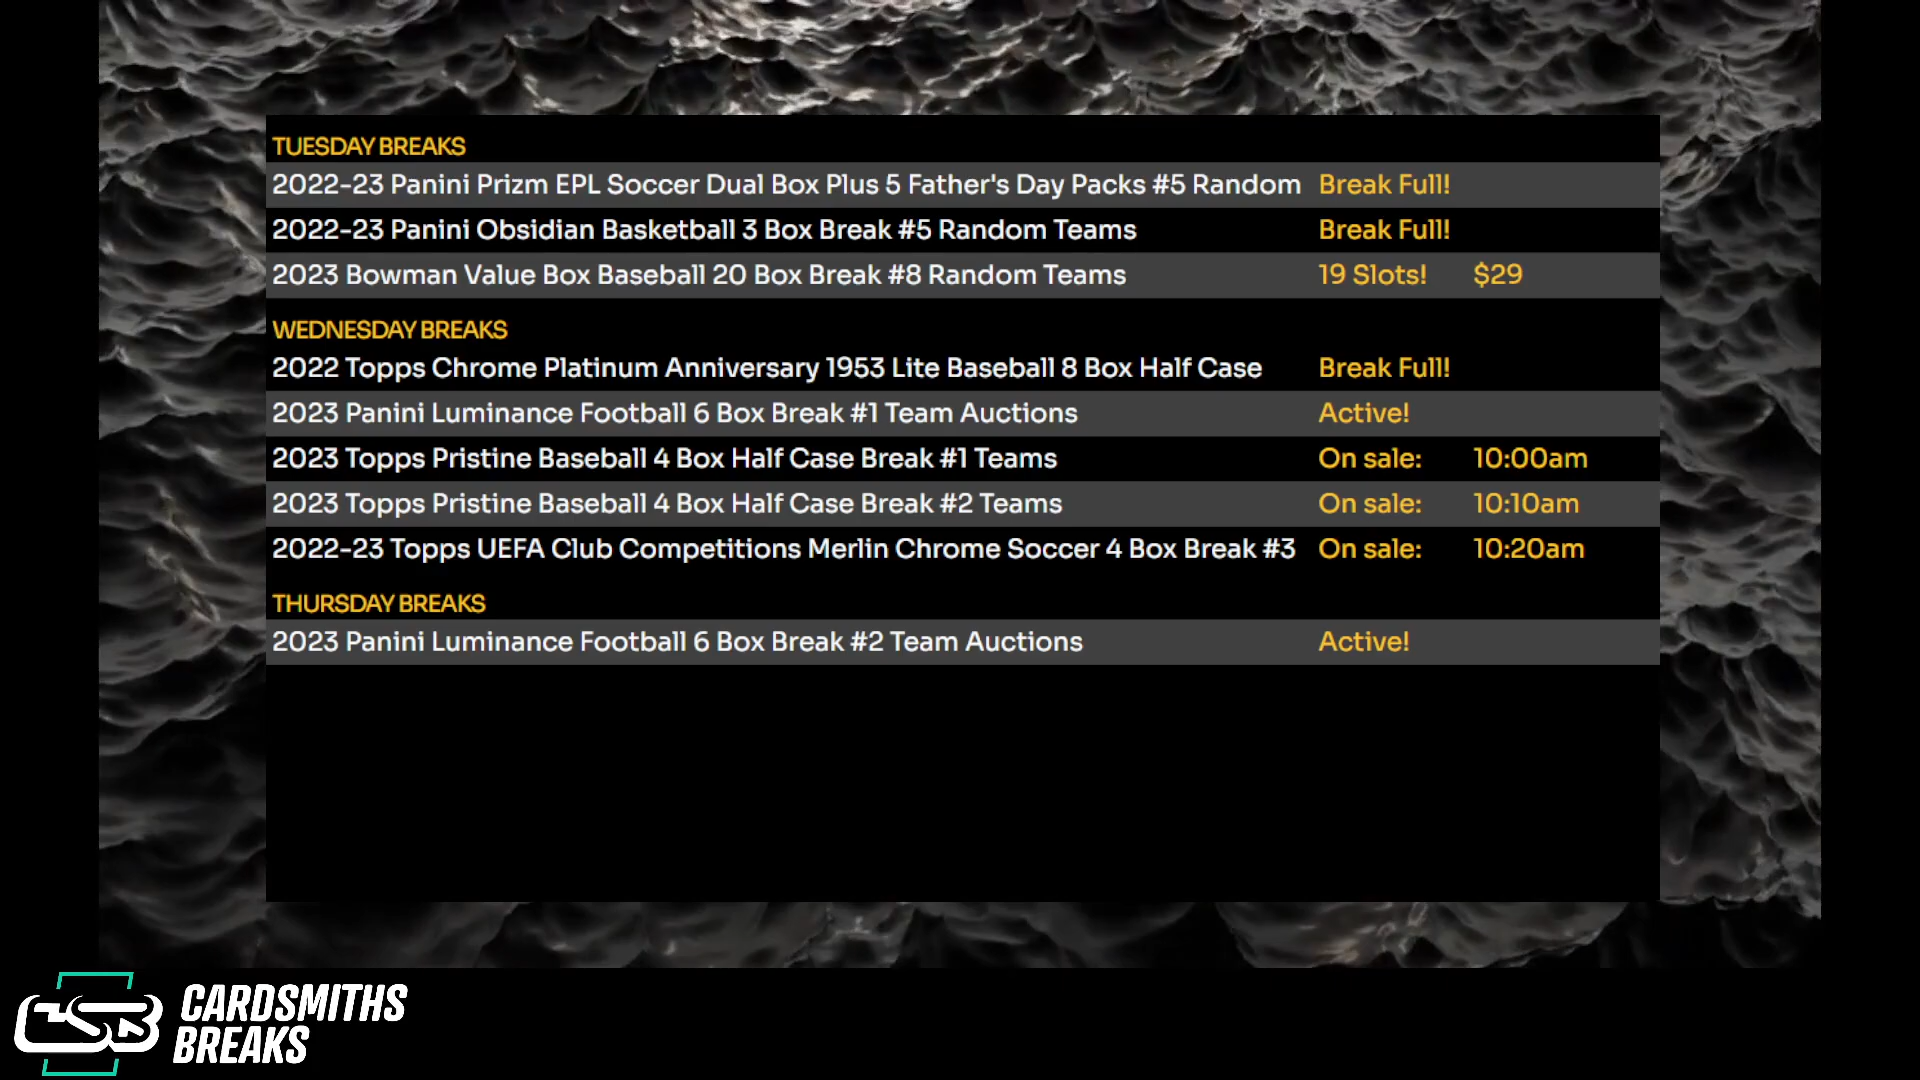 TUESDAY BREAKS
2022-23 Panini Prizm EPL Soccer Dual Box Plus 5 Father's Day Packs #5 Random Break Full!
2022-23 Panini Obsidian Basketball 3 Box Break #5 Random Teams Break Full!
2023 Bowman Value Box Baseball 20 Box Break #8 Random Teams 19 Slots! $29
WEDNESDAY BREAKS
2022 Topps Chrome Platinum Anniversary 1953 Lite Baseball 8 Box Half Case Break Full!
2023 Panini Luminance Football 6 Box Break #1 Team Auctions Active!
2023 Topps Pristine Baseball 4 Box Half Case Break #1 Teams On sale: 10:00am
2023 Topps Pristine Baseball 4 Box Half Case Break #2 Teams On sale: 10:10am
2022-23 Topps UEFA Club Competitions Merlin Chrome Soccer 4 Box Break #3 On sale: 10:20am
THURSDAY BREAKS
2023 Panini Luminance Football 6 Box Break #2 Team Auctions Active!
CSB CARDSMITHS
BREAKS